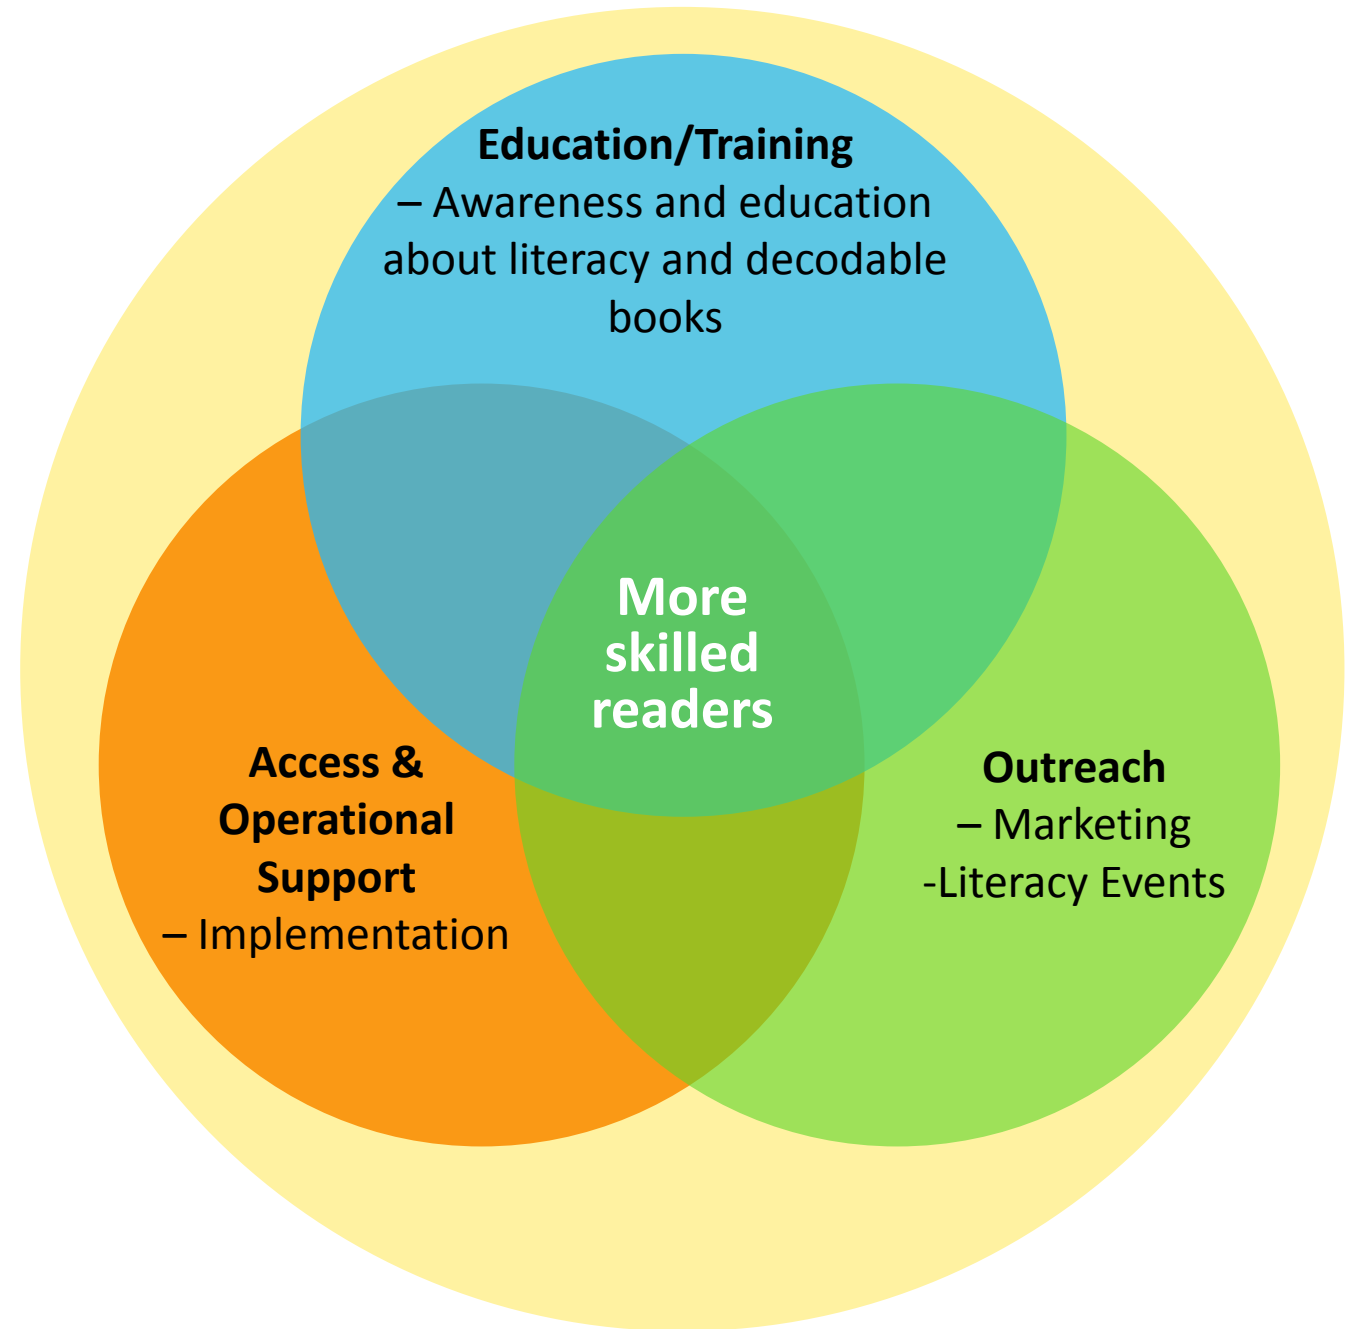 Education/Training
– Awareness and education
about literacy and decodable
books
More
skilled
readers
Access &
Operational
Support
– Implementation
Outreach
– Marketing
-Literacy Events